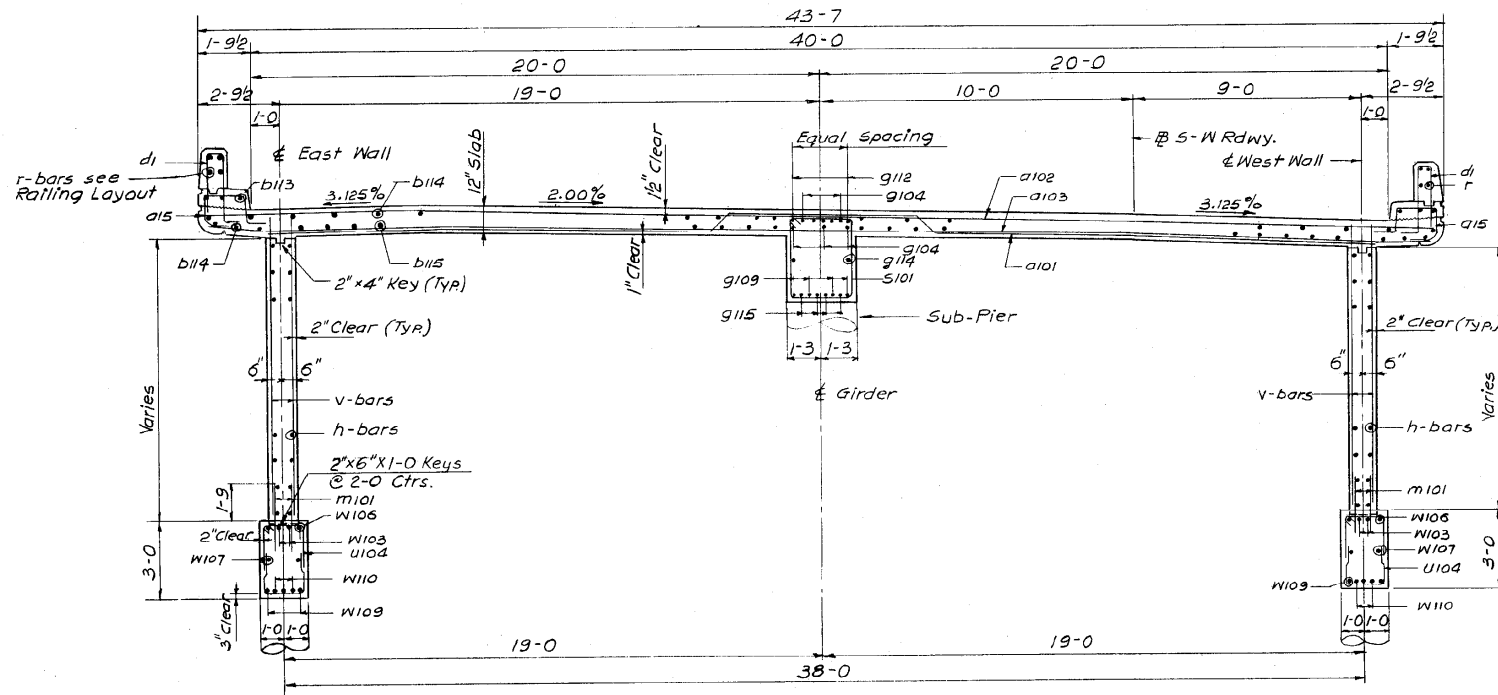 43-7
1-9½
40-0
1-9½
20-0
20-0
2-9½
19-0
10-0
9-0
2-9½
1-0
1-0
Equal Spacing
℄ East Wall
12" Slab
1½" Clear
S-W Rdwy.
℄ West Wall
d1
r-bars see
Railing Layout
b113
b114
3.125%
2.00%
g112
g104
a102
a103
3.125%
d1
r
a15
a15
b114
b115
1" Clear
g104
g114
a101
2"x4" Key (Typ.)
g109
S101
g115
Sub-Pier
2" Clear (Typ.)
2" Clear (Typ.)
1-3
1-3
6"
6"
6"
6"
℄ Girder
Varies
v-bars
v-bars
Varies
h-bars
h-bars
2"x6"x1-0 Keys
@ 2-0 Ctrs.
1-9
m101
m101
w106
w106
2" Clear
w103
w103
u104
w107
w107
3-0
u104
3-0
w110
w109
w109
w110
3" Clear
1-0
1-0
1-0
1-0
19-0
19-0
38-0